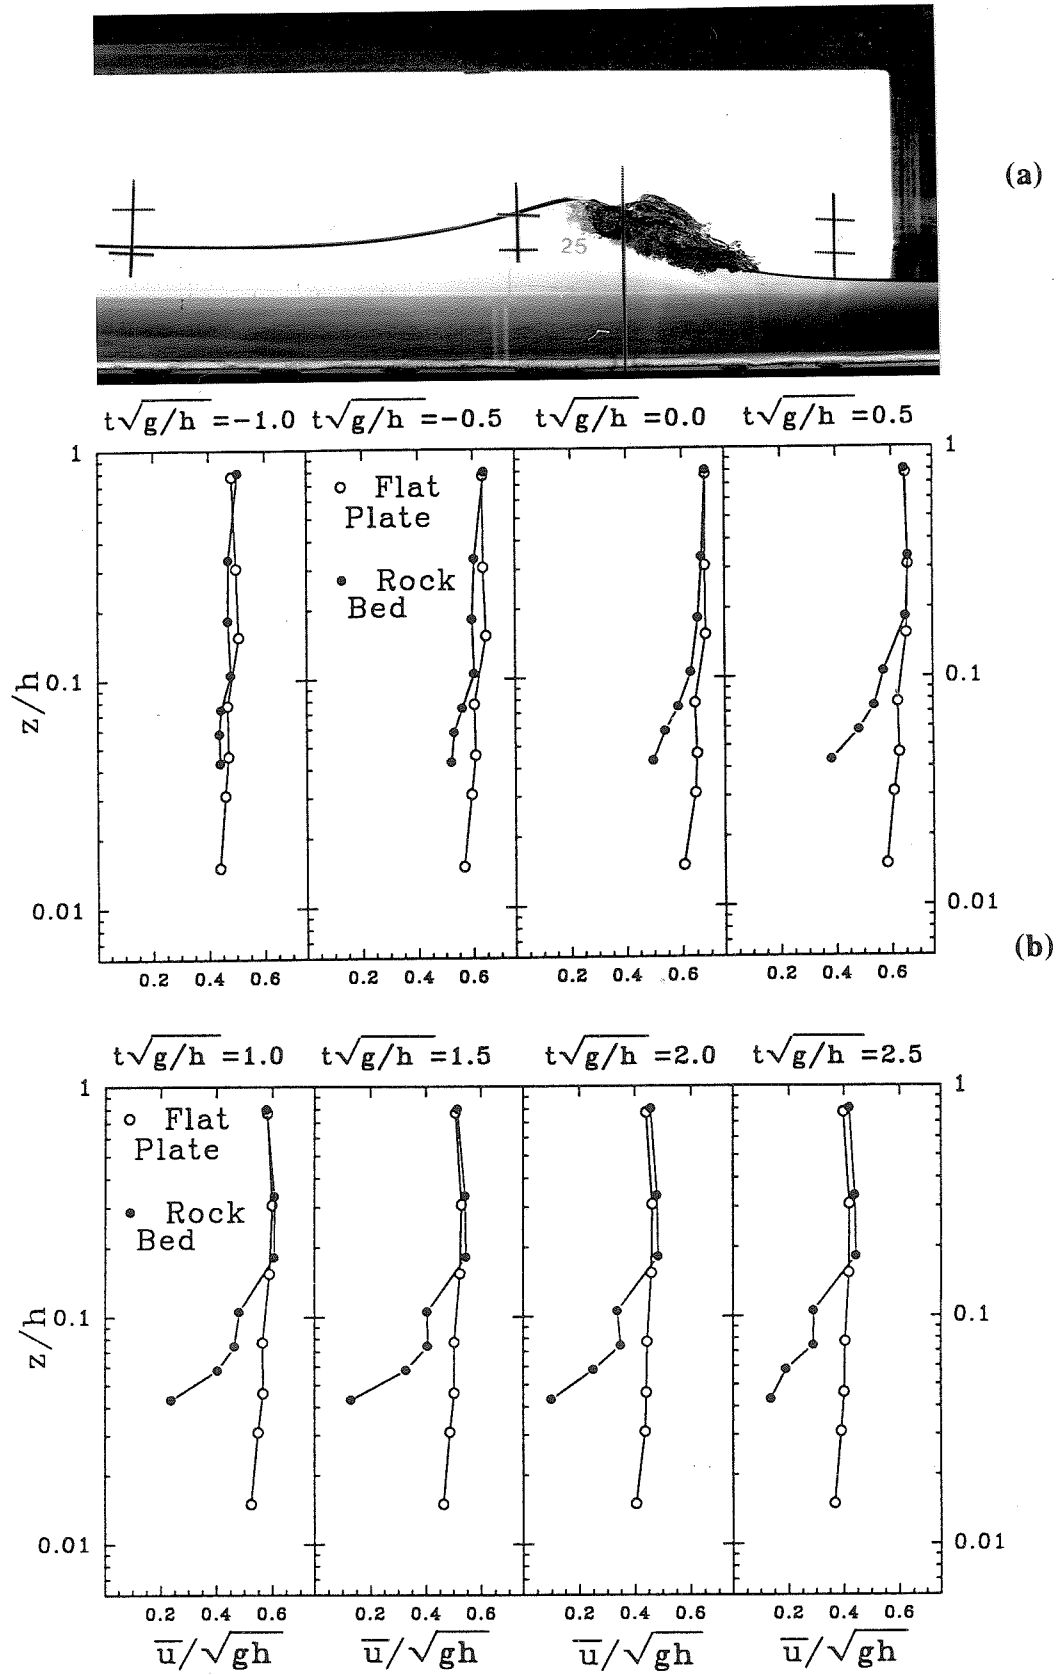 (a)
25
t√g/h =−1.0 t√g/h =−0.5 t√g/h =0.0 t√g/h =0.5
1 1
○ Flat
Plate
● Rock
Bed
z/h
0.1 0.1
0.01 0.01
(b)
0.2 0.4 0.6 0.2 0.4 0.6 0.2 0.4 0.6 0.2 0.4 0.6
t√g/h =1.0 t√g/h =1.5 t√g/h =2.0 t√g/h =2.5
1 1
○ Flat
Plate
● Rock
Bed
z/h
0.1 0.1
0.01 0.01
0.2 0.4 0.6 0.2 0.4 0.6 0.2 0.4 0.6 0.2 0.4 0.6
u̅/√gh u̅/√gh u̅/√gh u̅/√gh